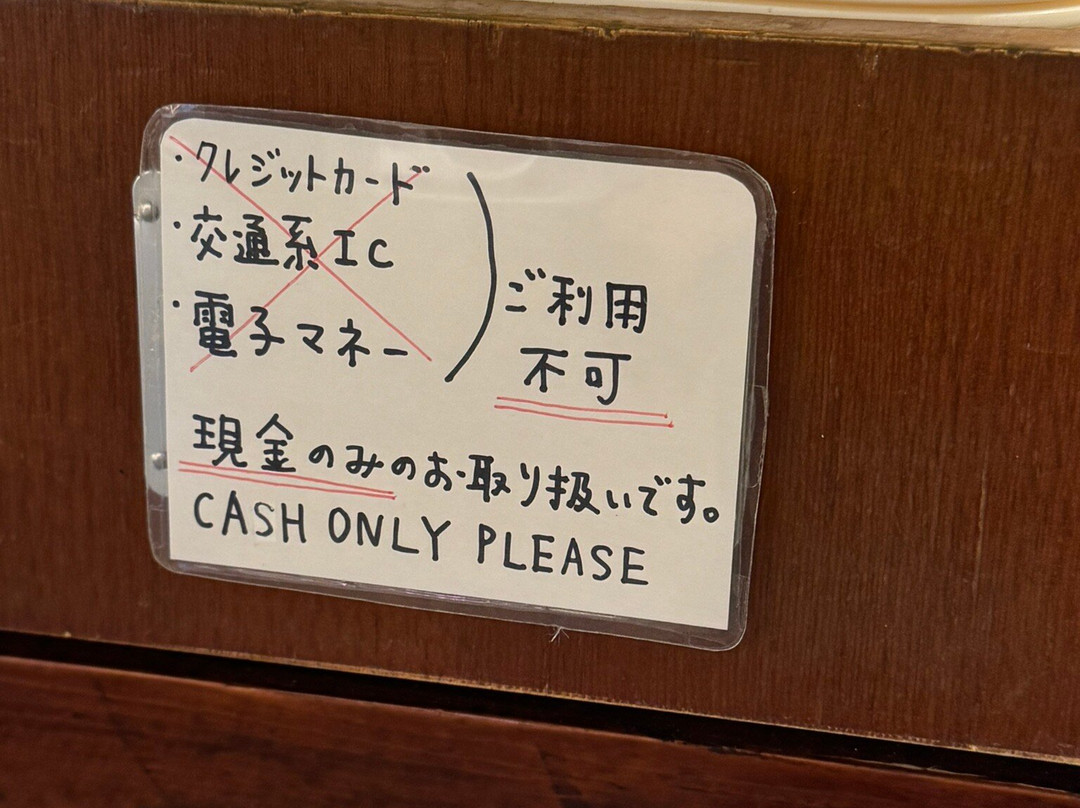 ・クレジットカード
・交通系IC
・電子マネー
ご利用
不可
現金のみのお取り扱いです。
CASH ONLY PLEASE